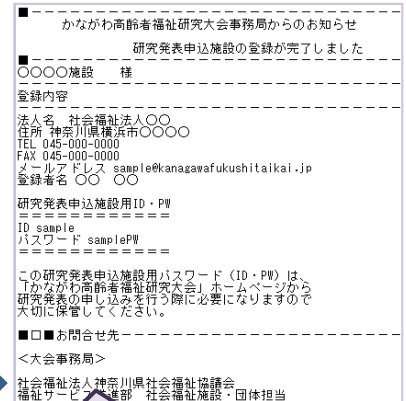 ■－－－－－－－－－－－－－－－－－－－－－－－－－－－－－
かながわ高齢者福祉研究大会事務局からのお知らせ
研究発表申込施設の登録が完了しました
■－－－－－－－－－－－－－－－－－－－－－－－－－－－－－
〇〇〇〇施設　様
－－－－－－－－－－－－－－－－－－－－－－－－－－－－－－
登録内容
－－－－－－－－－－－－－－－－－－－－－－－－－－－－－－
法人名　社会福祉法人〇〇
住所 神奈川県横浜市〇〇〇〇
TEL 045-000-0000
FAX 045-000-0000
メールアドレス sample@kanagawafukushitaikai.jp
登録者名 〇〇　〇〇
研究発表申込施設用ID・PW
＝＝＝＝＝＝＝＝＝＝＝＝
ID sample
パスワード samplePW
＝＝＝＝＝＝＝＝＝＝＝＝
この研究発表申込施設用パスワード（ID・PW）は、
「かながわ高齢者福祉研究大会」ホームページから
研究発表の申し込みを行う際に必要になりますので
大切に保管してください。
■□■お問合せ先－－－－－－－－－－－－－－－－－－－－－－
＜大会事務局＞
社会福祉法人神奈川県社会福祉協議会
福祉サービス推進部　社会福祉施設・団体担当